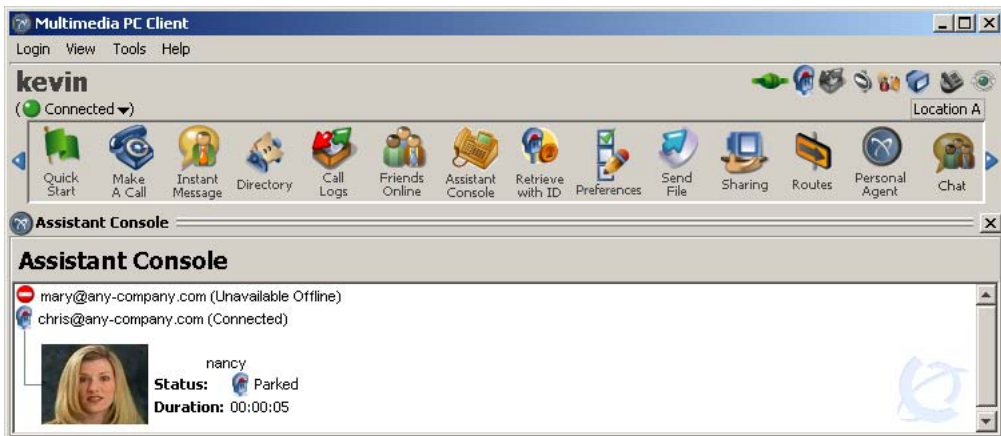 Multimedia PC Client
Login View Tools Help
kevin
( Connected )
Location A
Quick Start
Make A Call
Instant Message
Directory
Call Logs
Friends Online
Assistant Console
Retrieve with ID
Preferences
Send File
Sharing
Routes
Personal Agent
Chat
Assistant Console
Assistant Console
mary@any-company.com (Unavailable Offline)
chris@any-company.com (Connected)
nancy
Status: Parked
Duration: 00:00:05